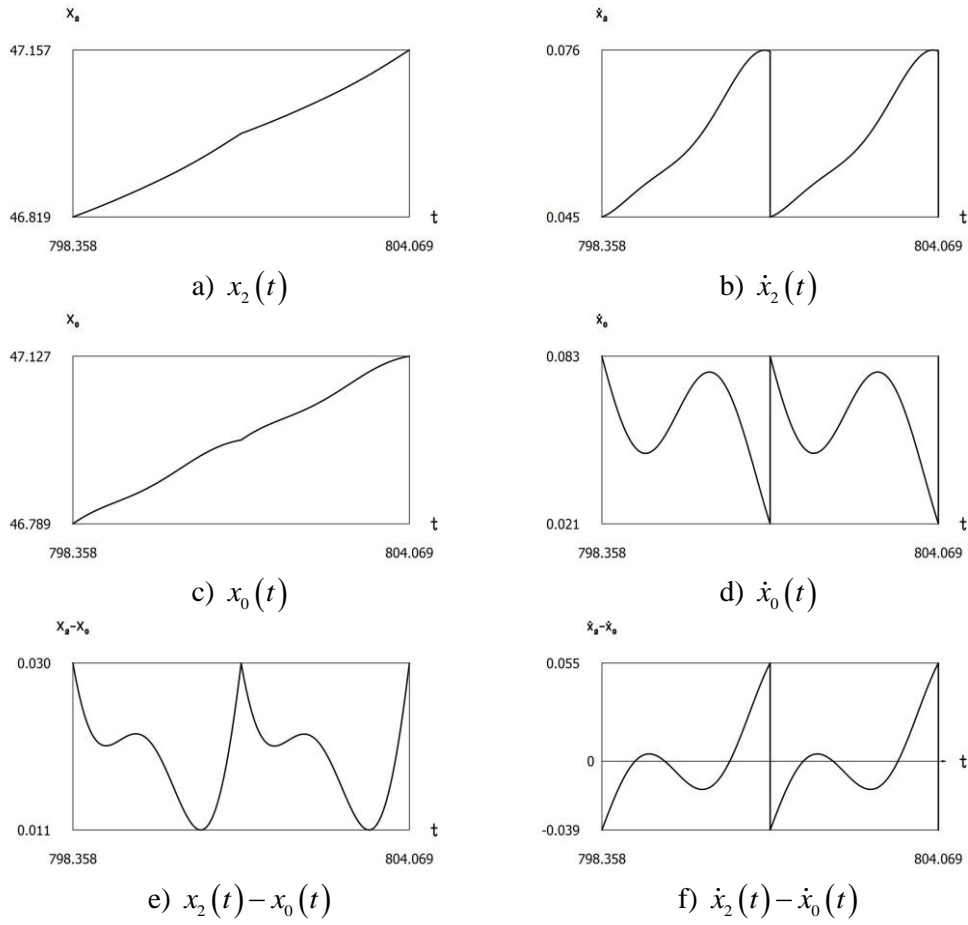 x₂ ẋ₂
47.157 0.076
46.819 t 0.045 t
798.358 804.069 798.358 804.069
a) x₂(t) b) ẋ₂(t)
x₀ ẋ₀
47.127 0.083
46.789 t 0.021 t
798.358 804.069 798.358 804.069
c) x₀(t) d) ẋ₀(t)
x₂-x₀ ẋ₂-ẋ₀
0.030 0.055
0 t
0.011 t -0.039
798.358 804.069 798.358 804.069
e) x₂(t)−x₀(t) f) ẋ₂(t)−ẋ₀(t)